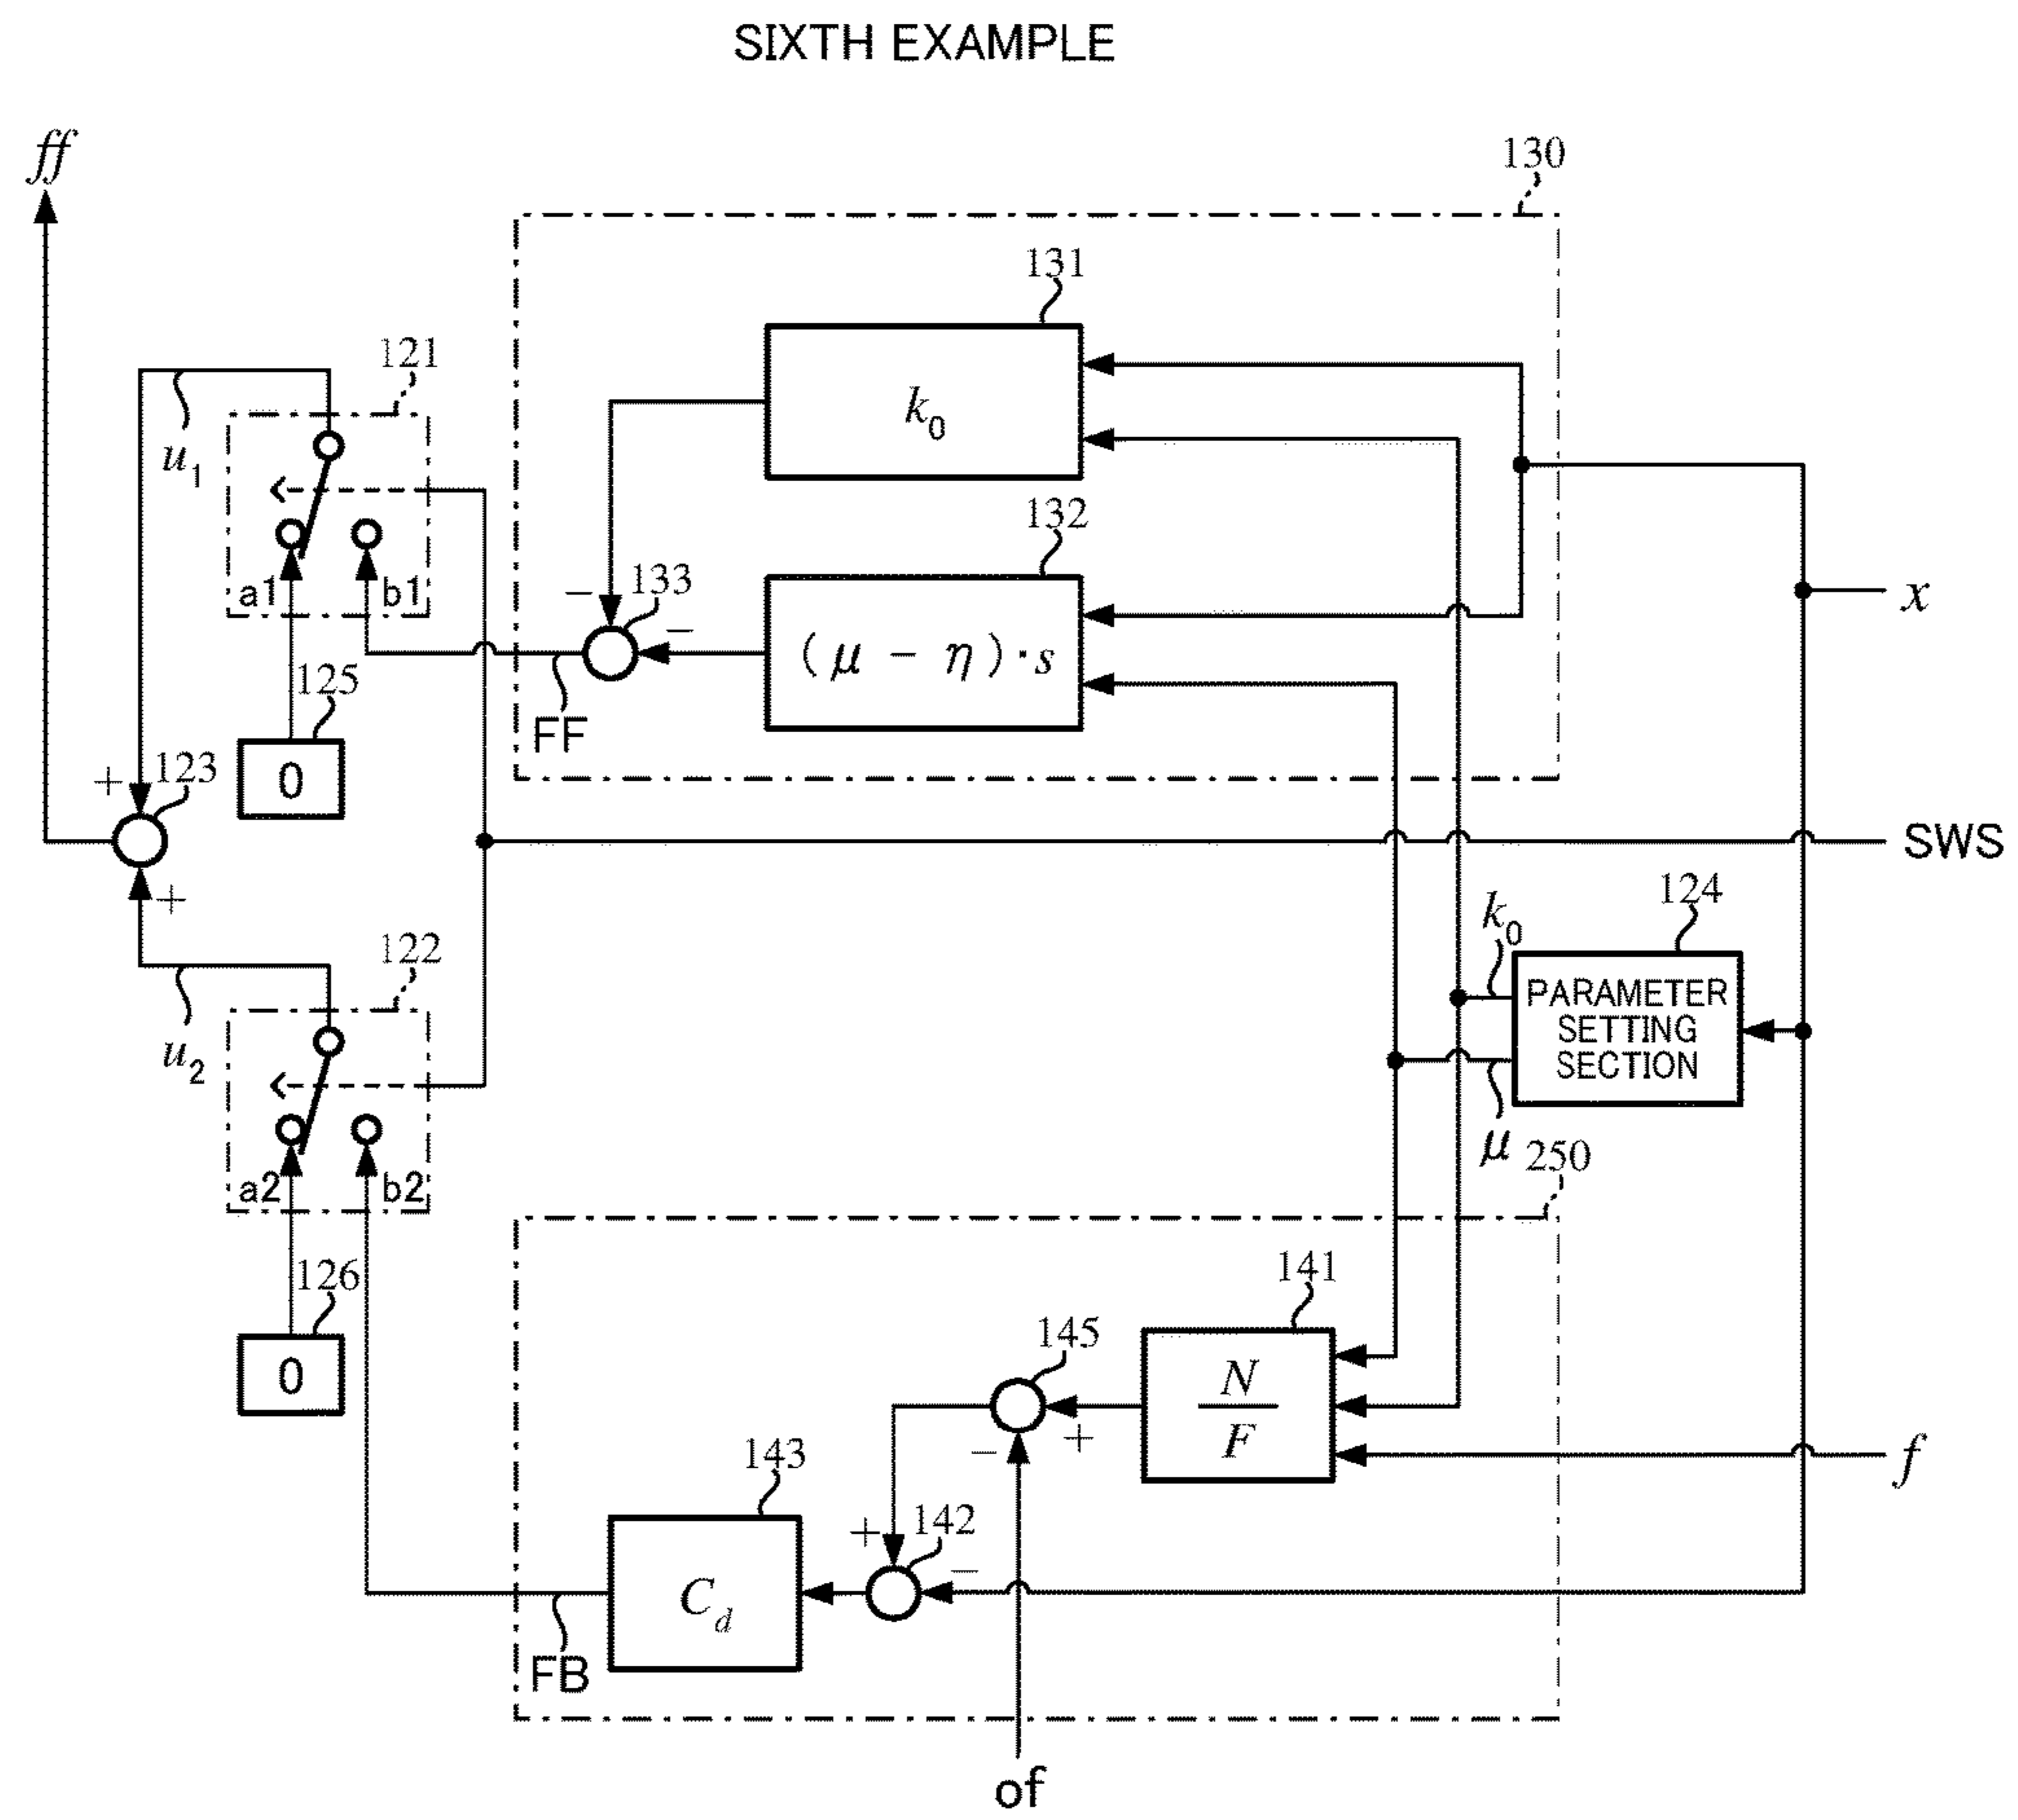 SIXTH EXAMPLE
ff
130
131
k0
121
u1
132
a1
b1
133
−
−
(μ − η)·s
x
125
FF
0
+
123
SWS
+
124
k0
122
PARAMETER
SETTING
SECTION
u2
μ
250
a2
b2
126
141
145
0
N
F
−
+
f
143
+
142
−
Cd
FB
of